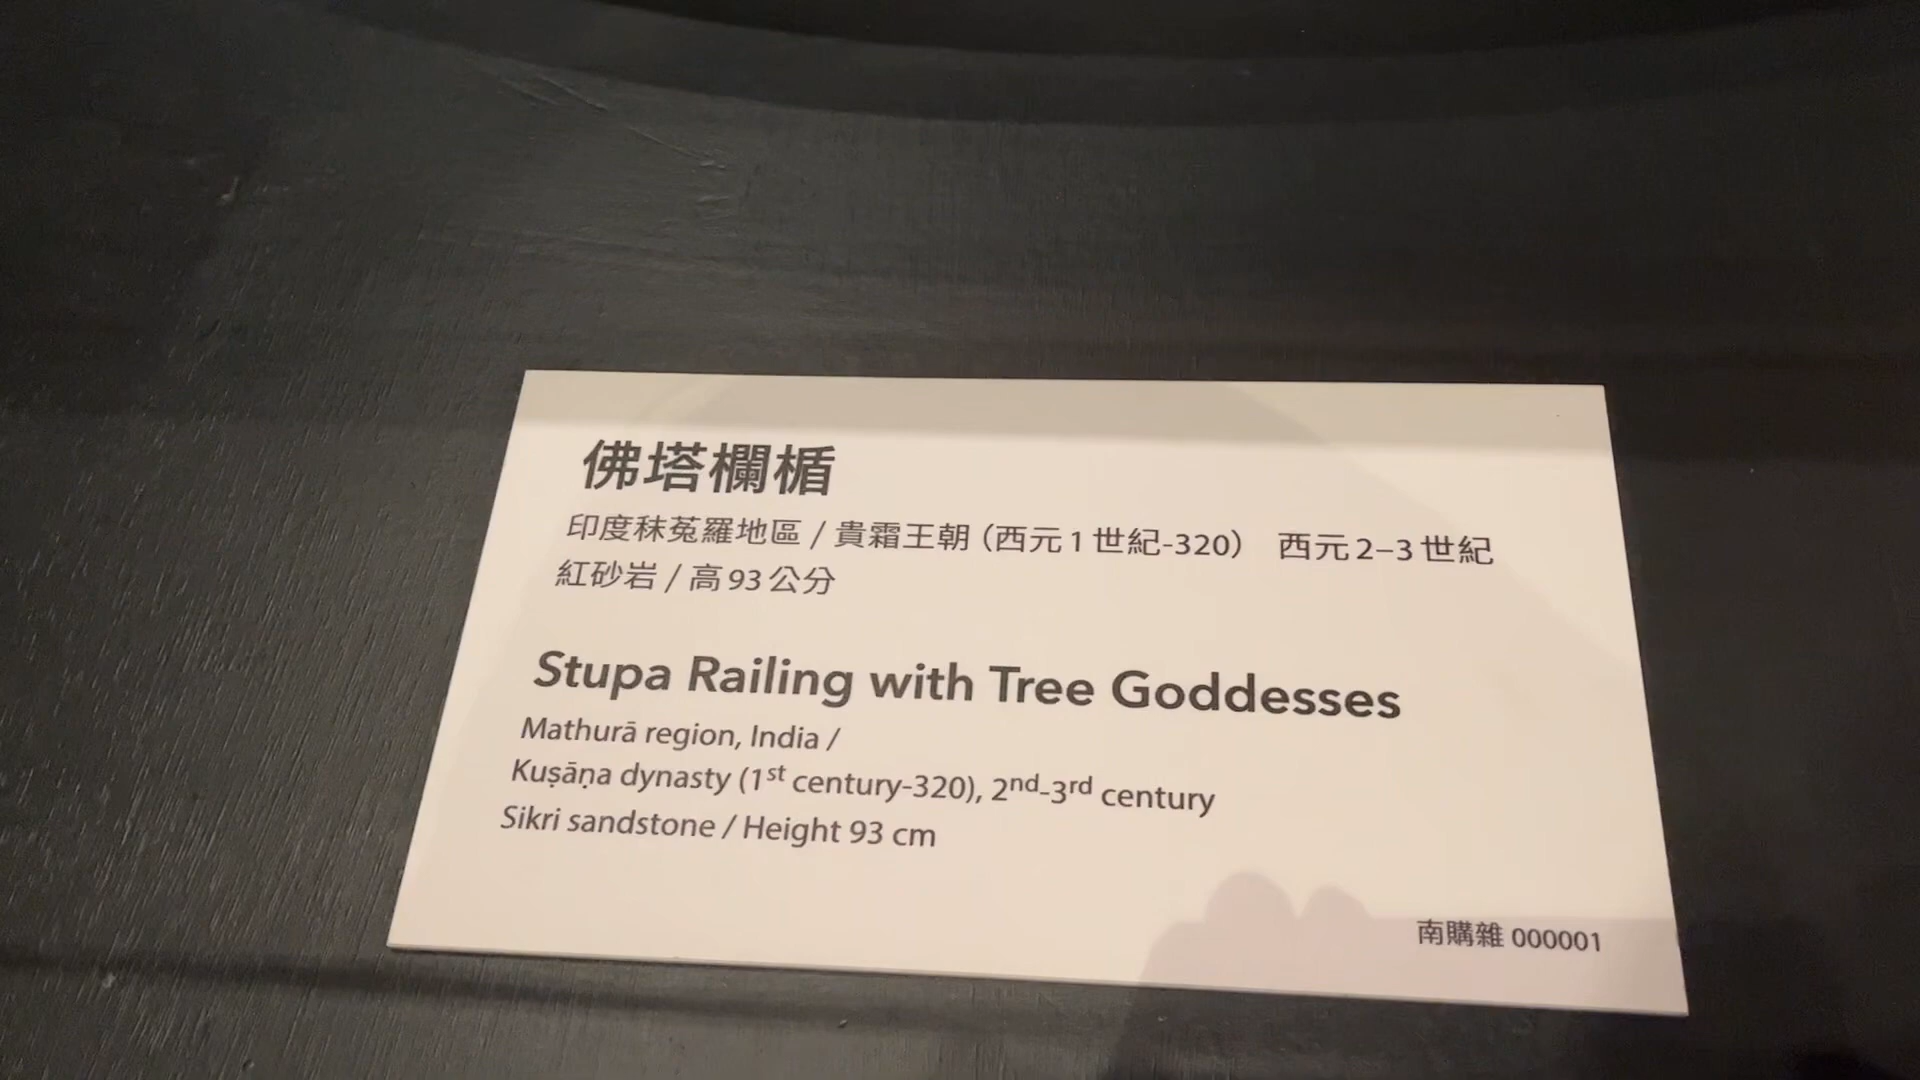 佛塔欄楯
印度秣菟羅地區 / 貴霜王朝（西元1世紀-320） 西元2–3世紀
紅砂岩 / 高93公分
Stupa Railing with Tree Goddesses
Mathurā region, India /
Kuṣāṇa dynasty (1st century-320), 2nd-3rd century
Sikri sandstone / Height 93 cm
南購雜 000001